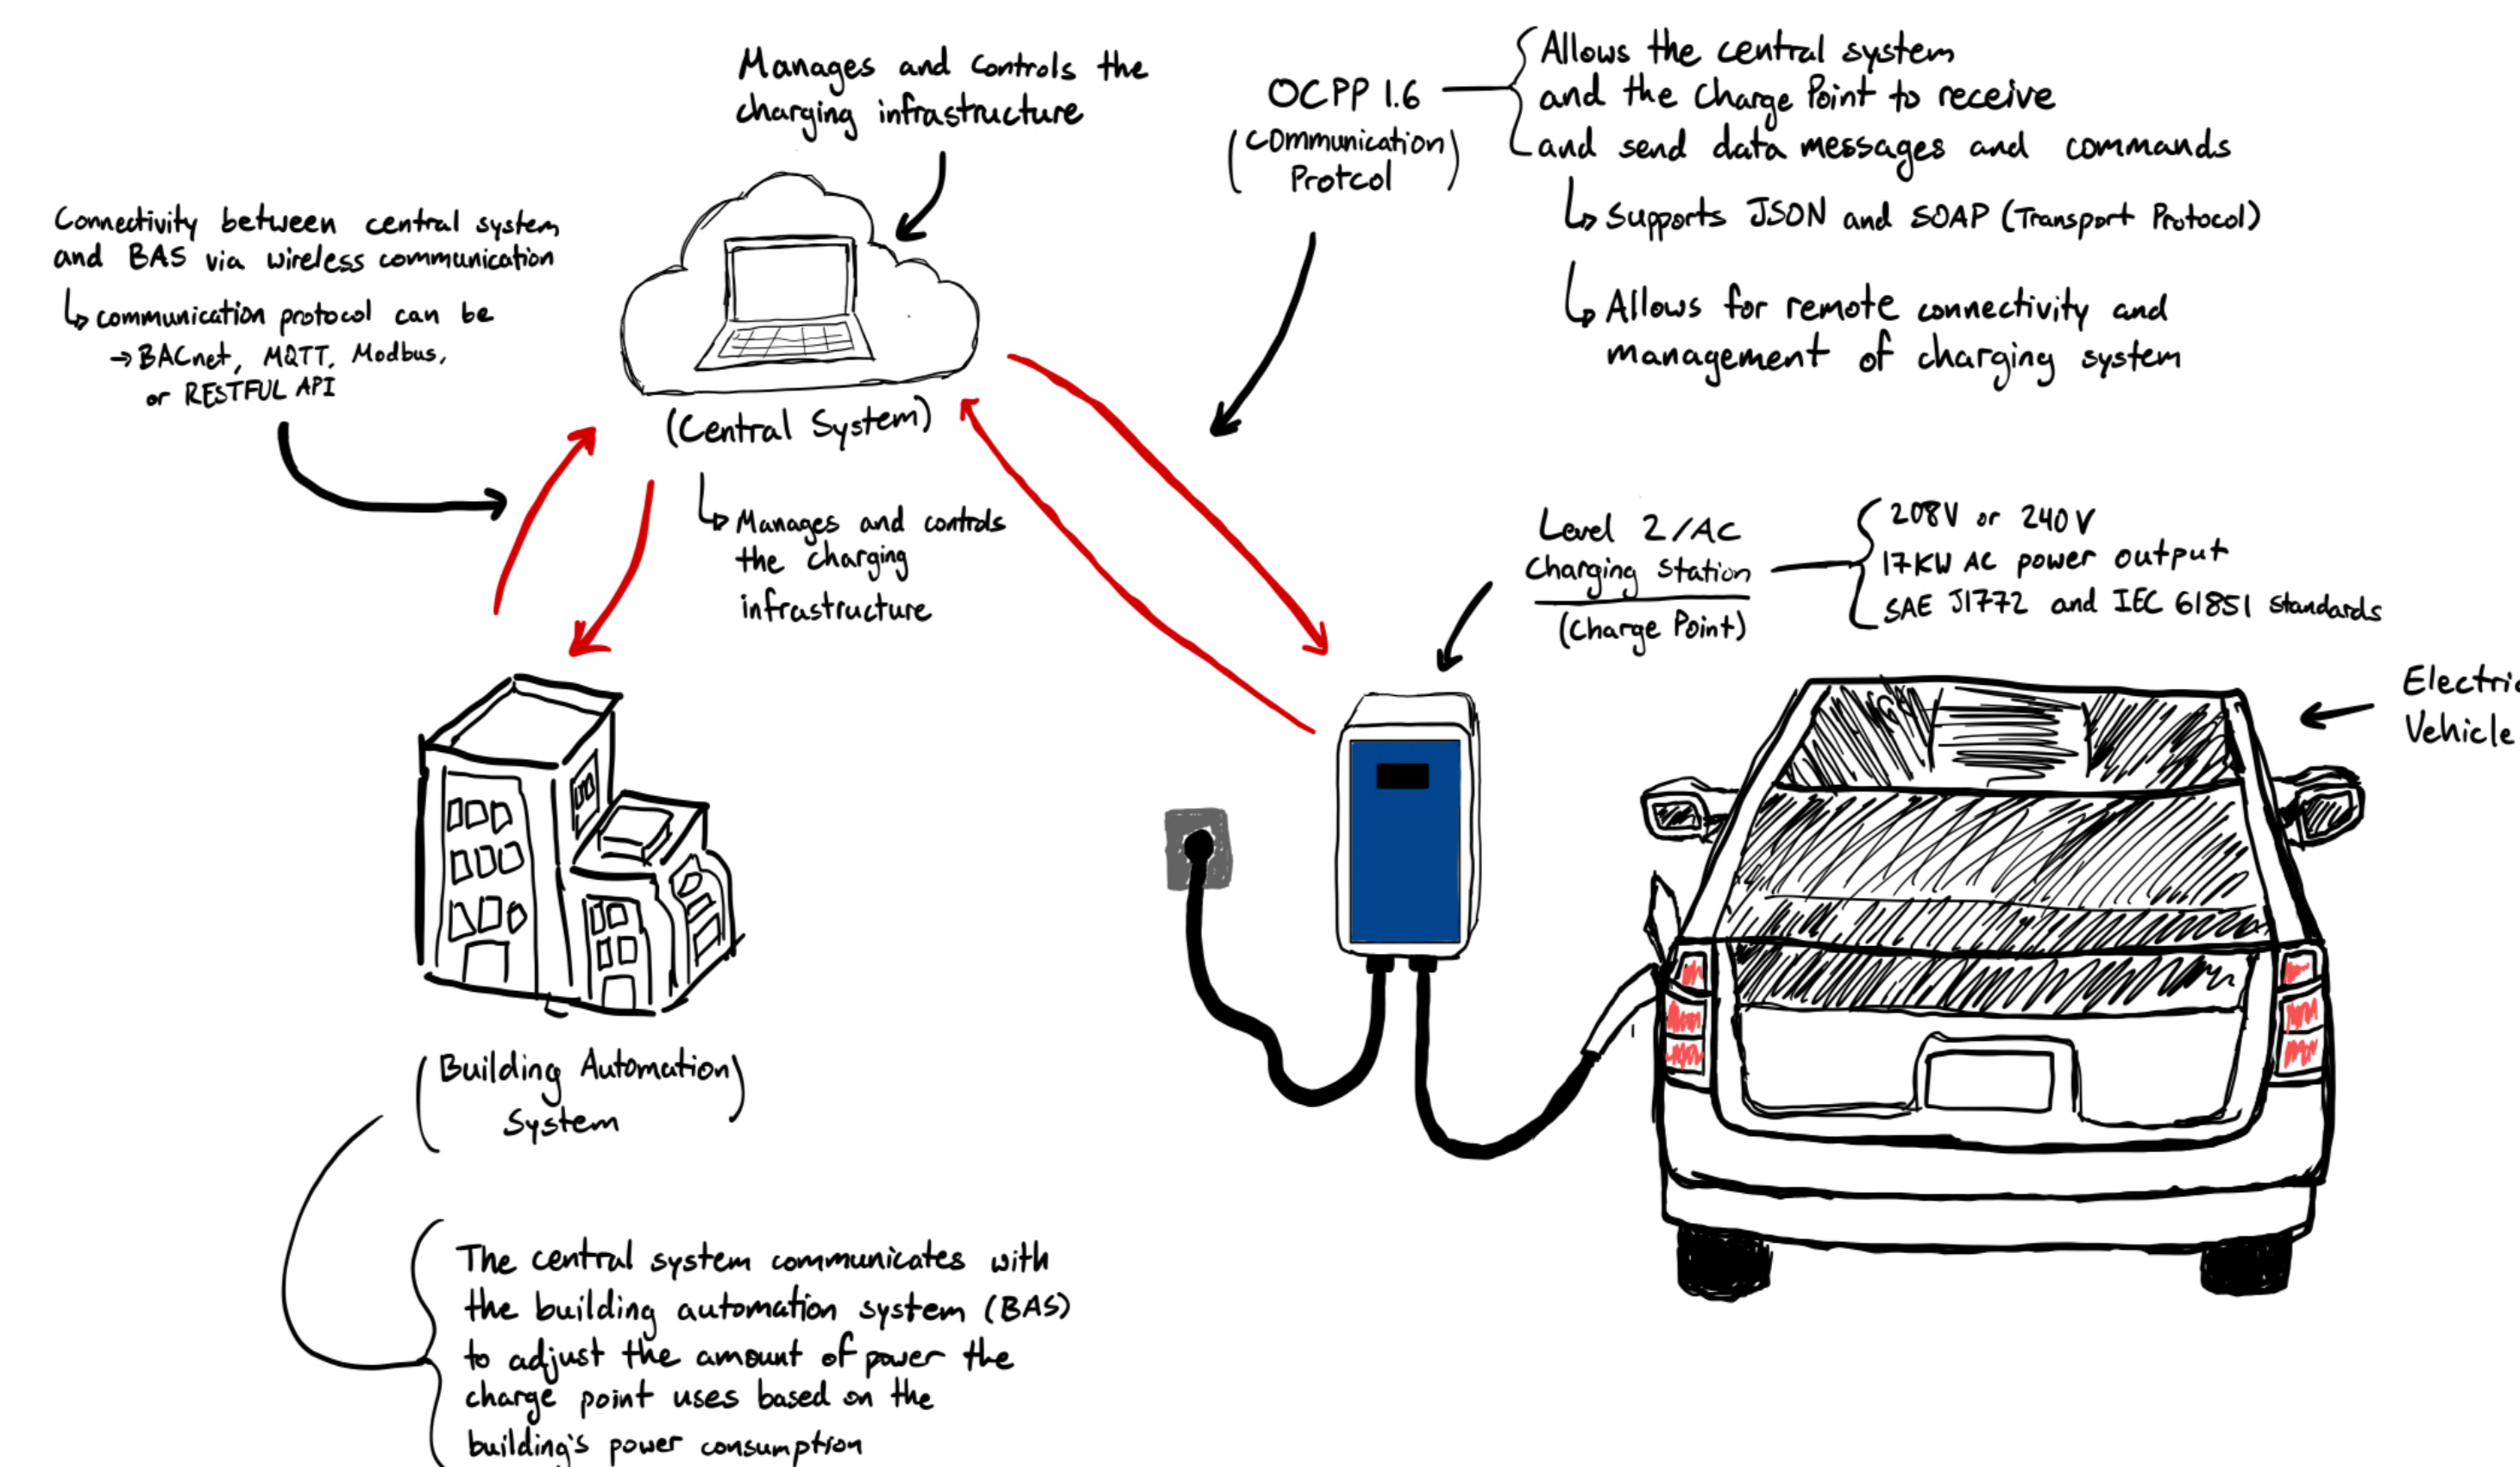 Manages and Controls the
charging infrastructure
OCPP 1.6
(Communication
Protcol)
Allows the central system
and the Charge Point to receive
and send data messages and commands
Supports JSON and SOAP (Transport Protocol)
Allows for remote connectivity and
management of charging system
Connectivity between central system
and BAS via wireless communication
communication protocol can be
→ BACnet, MQTT, Modbus,
or RESTFUL API
(Central System)
Manages and controls
the charging
infrastructure
Level 2/AC
Charging Station
(Charge Point)
208V or 240V
17KW AC power output
SAE J1772 and IEC 61851 standards
Electric
Vehicle
(Building Automation)
System
The central system communicates with
the building automation system (BAS)
to adjust the amount of power the
charge point uses based on the
building's power consumption